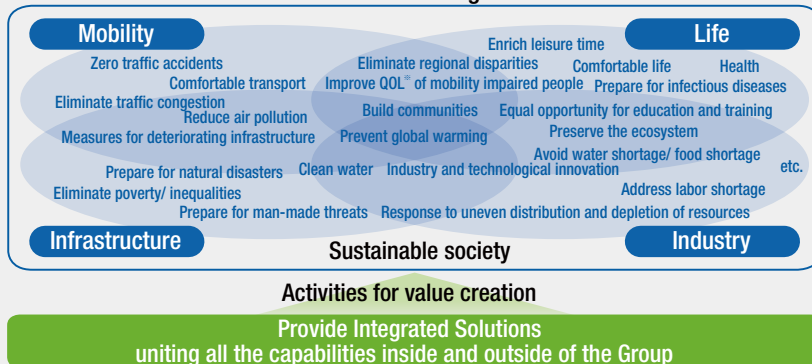 Mobility
Life
Enrich leisure time
Zero traffic accidents
Eliminate regional disparities
Comfortable life
Health
Comfortable transport
Improve QOL※ of mobility impaired people
Prepare for infectious diseases
Eliminate traffic congestion
Reduce air pollution
Build communities
Equal opportunity for education and training
Measures for deteriorating infrastructure
Prevent global warming
Preserve the ecosystem
Avoid water shortage/ food shortage
etc.
Prepare for natural disasters
Clean water
Industry and technological innovation
Eliminate poverty/ inequalities
Address labor shortage
Prepare for man-made threats
Response to uneven distribution and depletion of resources
Infrastructure
Industry
Sustainable society
Activities for value creation
Provide Integrated Solutions
uniting all the capabilities inside and outside of the Group